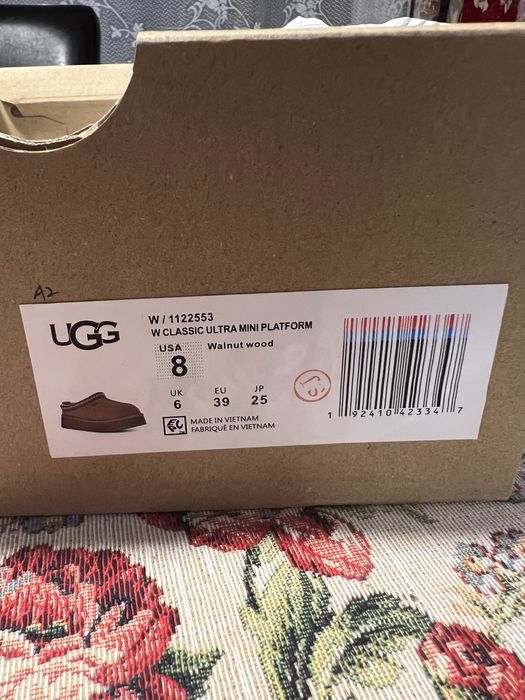 A2
UGG
W / 1122553
W CLASSIC ULTRA MINI PLATFORM
USA Walnut wood
8
UK EU JP
6 39 25
MADE IN VIETNAM
FABRIQUÉ EN VIETNAM
1 92410 42334 7